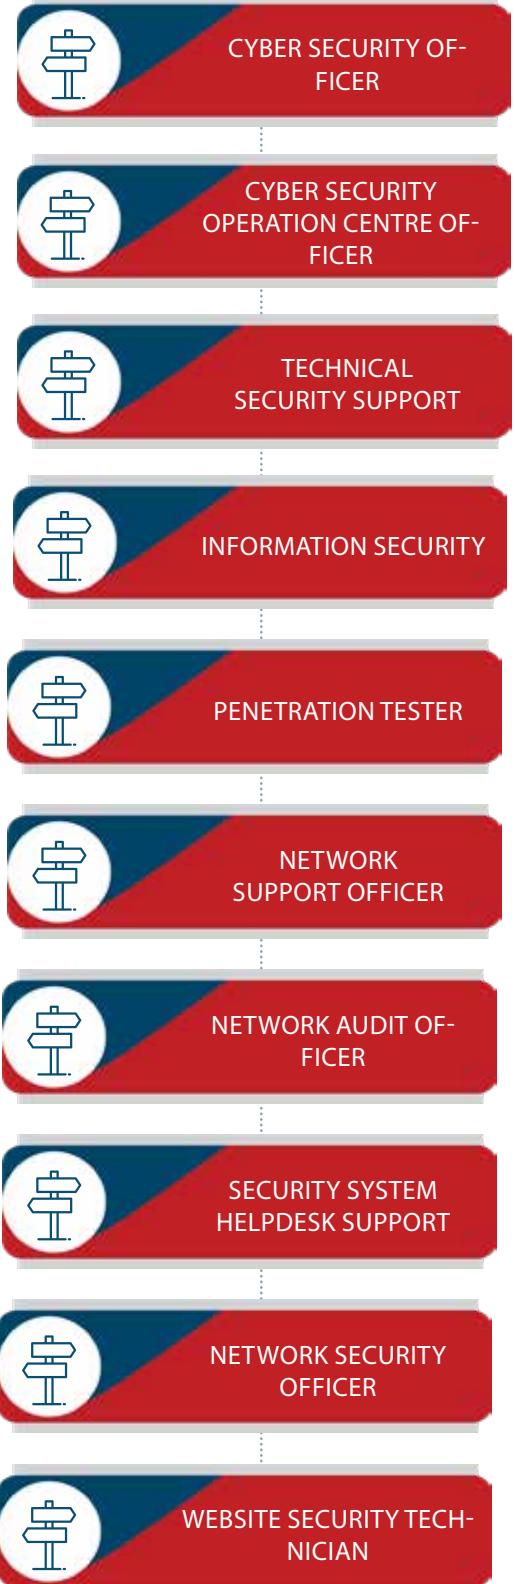 CYBER SECURITY OF-
FICER
CYBER SECURITY
OPERATION CENTRE OF-
FICER
TECHNICAL
SECURITY SUPPORT
INFORMATION SECURITY
PENETRATION TESTER
NETWORK
SUPPORT OFFICER
NETWORK AUDIT OF-
FICER
SECURITY SYSTEM
HELPDESK SUPPORT
NETWORK SECURITY
OFFICER
WEBSITE SECURITY TECH-
NICIAN